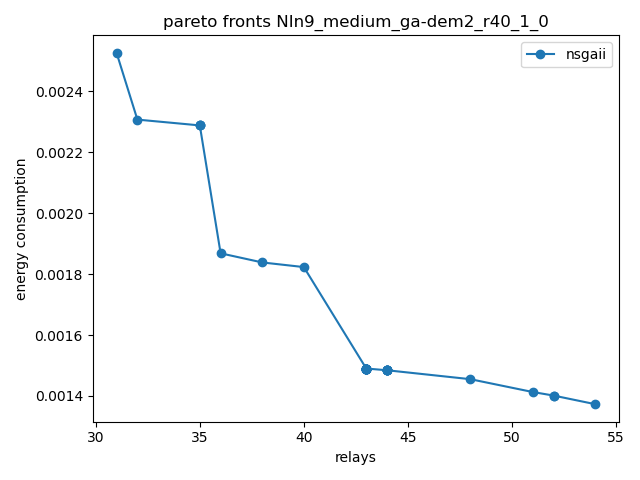 pareto fronts NIn9_medium_ga-dem2_r40_1_0
nsgaii
0.0024
0.0022
0.0020
0.0018
0.0016
0.0014
energy consumption
30 35 40 45 50 55
relays